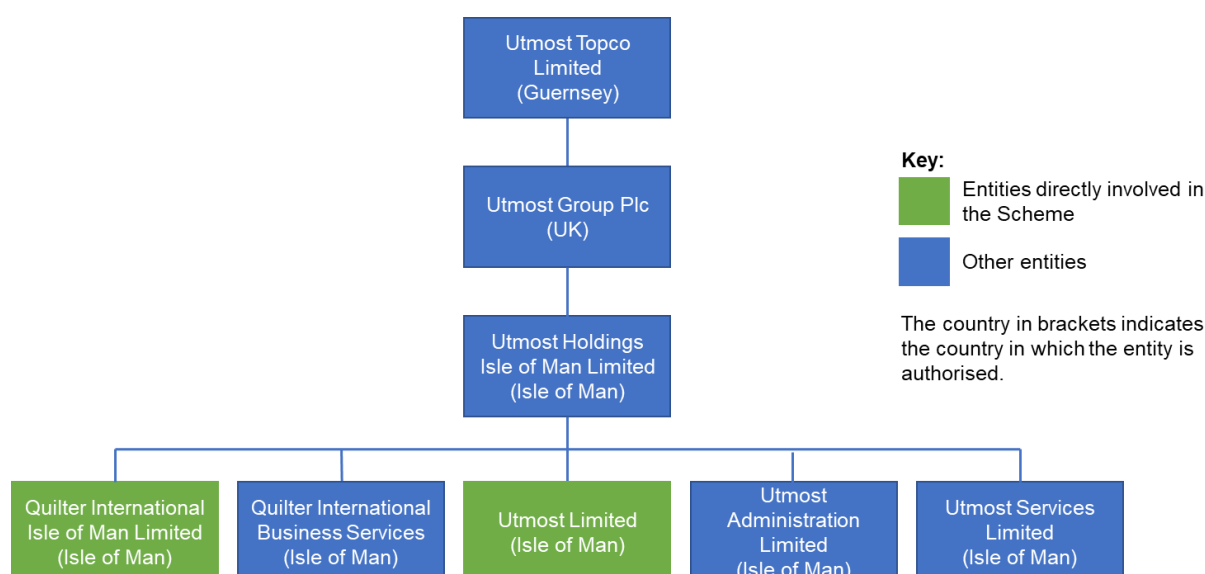 Utmost Topco
Limited
(Guernsey)
Utmost Group Plc
(UK)
Utmost Holdings
Isle of Man Limited
(Isle of Man)
Key:
Entities directly involved in
the Scheme
Other entities
The country in brackets indicates
the country in which the entity is
authorised.
Quilter International
Isle of Man Limited
(Isle of Man)
Quilter International
Business Services
(Isle of Man)
Utmost Limited
(Isle of Man)
Utmost
Administration
Limited
(Isle of Man)
Utmost Services
Limited
(Isle of Man)